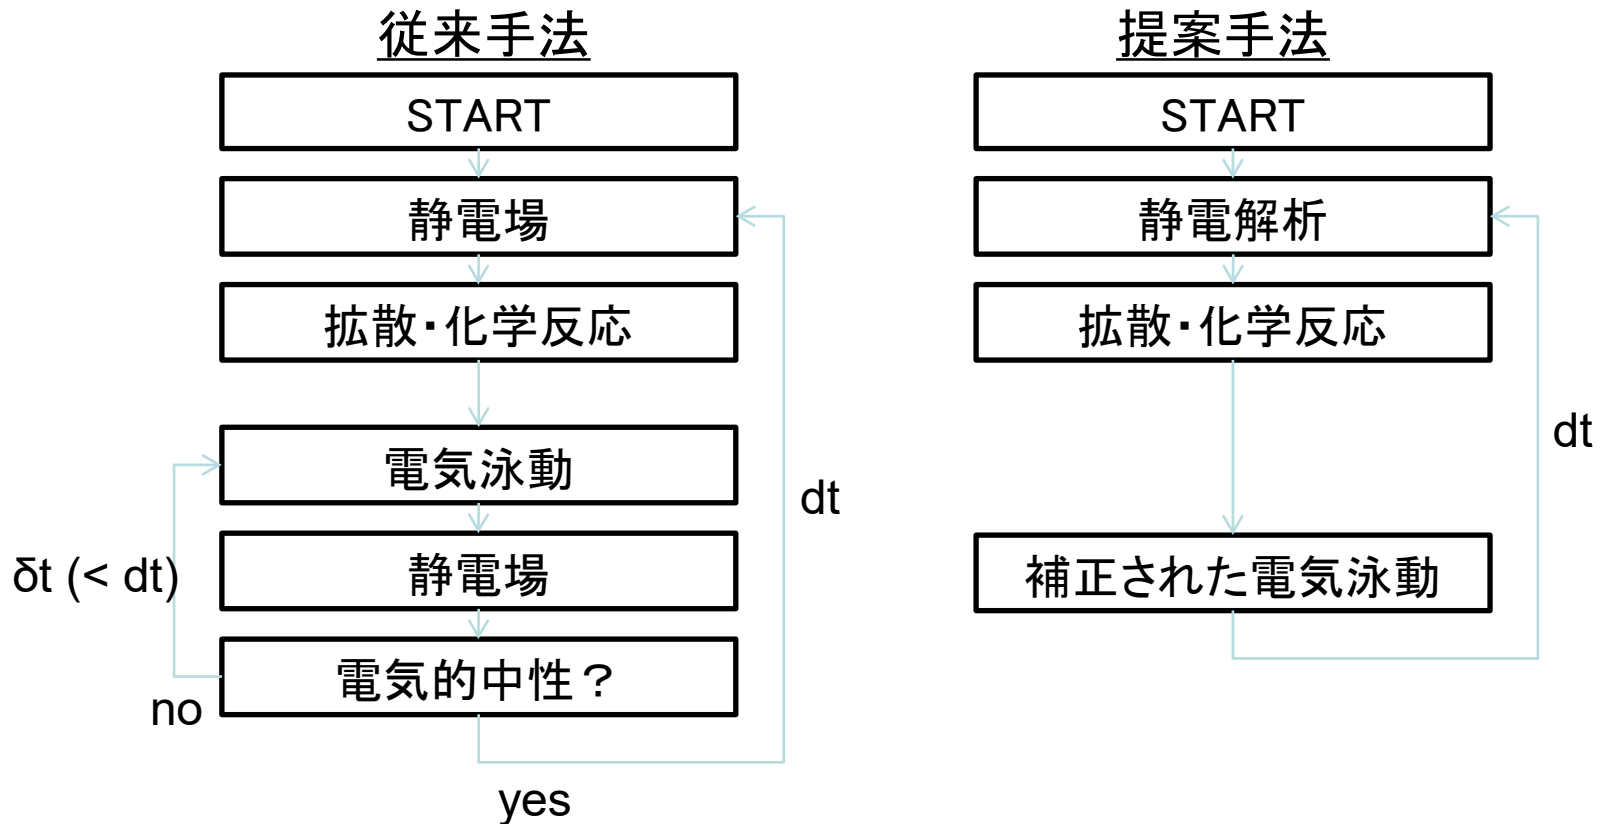 従来手法
START
静電場
拡散・化学反応
電気泳動
静電場
電気的中性？
δt (< dt)
no
yes
dt
提案手法
START
静電解析
拡散・化学反応
補正された電気泳動
dt